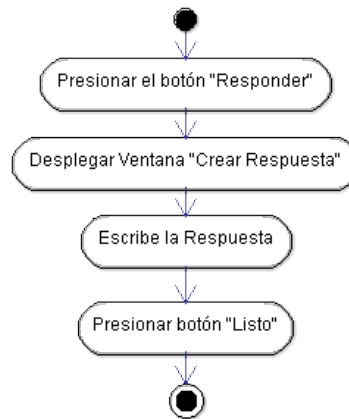 Presionar el botón "Responder"
Desplegar Ventana "Crear Respuesta"
Escribe la Respuesta
Presionar botón "Listo"